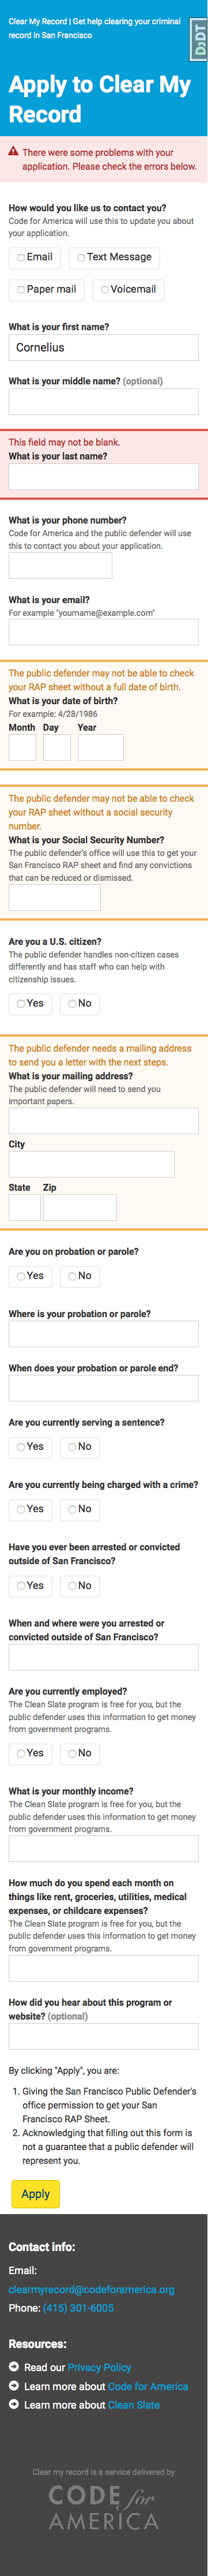 Clear My Record | Get help clearing your criminal
record in San Francisco
Apply to Clear My
Record
There were some problems with your
application. Please check the errors below.
How would you like us to contact you?
Code for America will use this to update you about
your application.
Email
Text Message
Paper mail
Voicemail
What is your first name?
Cornelius
What is your middle name? (optional)
This field may not be blank.
What is your last name?
What is your phone number?
Code for America and the public defender will use
this to contact you about your application.
What is your email?
For example "yourname@example.com"
The public defender may not be able to check
your RAP sheet without a full date of birth.
What is your date of birth?
For example: 4/28/1986
Month Day Year
The public defender may not be able to check
your RAP sheet without a social security
number.
What is your Social Security Number?
The public defender's office will use this to get your
San Francisco RAP sheet and find any convictions
that can be reduced or dismissed.
Are you a U.S. citizen?
The public defender handles non-citizen cases
differently and has staff who can help with
citizenship issues.
Yes No
The public defender needs a mailing address
to send you a letter with the next steps.
What is your mailing address?
The public defender will need to send you
important papers.
City
State Zip
Are you on probation or parole?
Yes No
Where is your probation or parole?
When does your probation or parole end?
Are you currently serving a sentence?
Yes No
Are you currently being charged with a crime?
Yes No
Have you ever been arrested or convicted
outside of San Francisco?
Yes No
When and where were you arrested or
convicted outside of San Francisco?
Are you currently employed?
The Clean Slate program is free for you, but the
public defender uses this information to get money
from government programs.
Yes No
What is your monthly income?
The Clean Slate program is free for you, but the
public defender uses this information to get money
from government programs.
How much do you spend each month on
things like rent, groceries, utilities, medical
expenses, or childcare expenses?
The Clean Slate program is free for you, but the
public defender uses this information to get money
from government programs.
How did you hear about this program or
website? (optional)
By clicking "Apply", you are:
1. Giving the San Francisco Public Defender's
office permission to get your San
Francisco RAP Sheet.
2. Acknowledging that filling out this form is
not a guarantee that a public defender will
represent you.
Apply
Contact info:
Email:
clearmyrecord@codeforamerica.org
Phone: (415) 301-6005
Resources:
Read our Privacy Policy
Learn more about Code for America
Learn more about Clean Slate
Clear my record is a service delivered by
CODE for
AMERICA